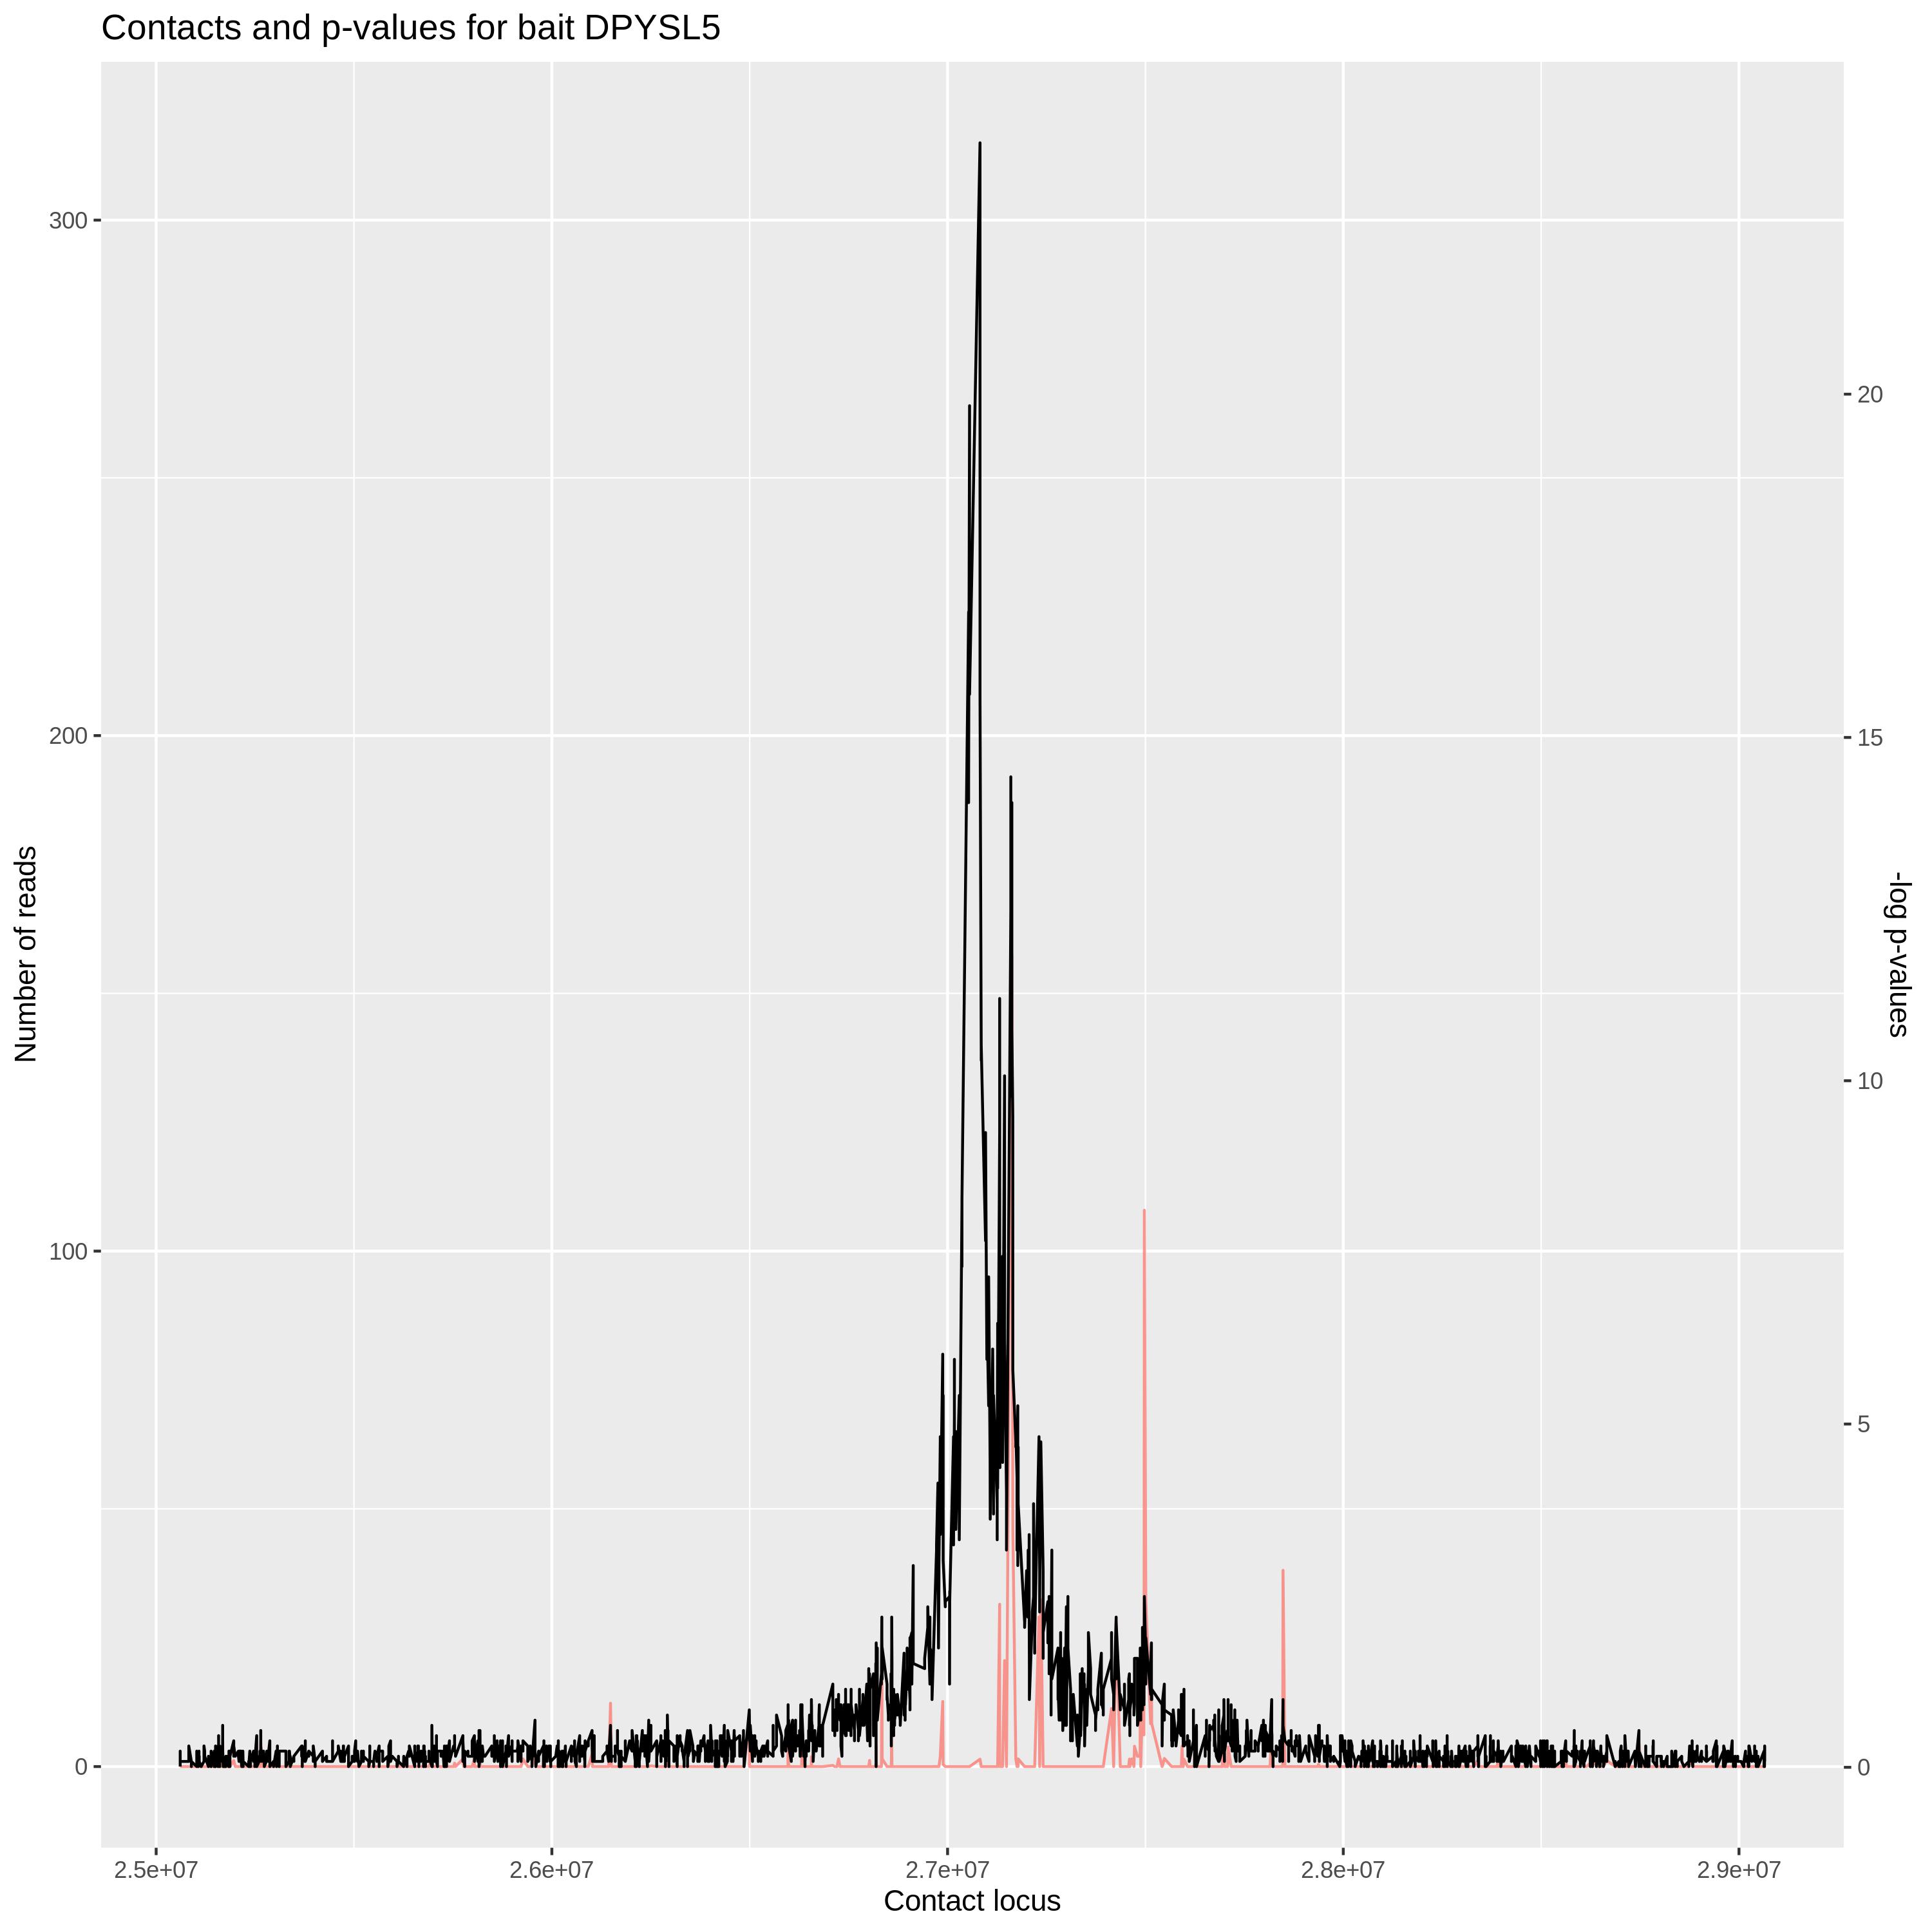 Contacts and p-values for bait DPYSL5
300
200
100
0
Number of reads
20
15
10
5
0
-log p-values
2.5e+07
2.6e+07
2.7e+07
2.8e+07
2.9e+07
Contact locus